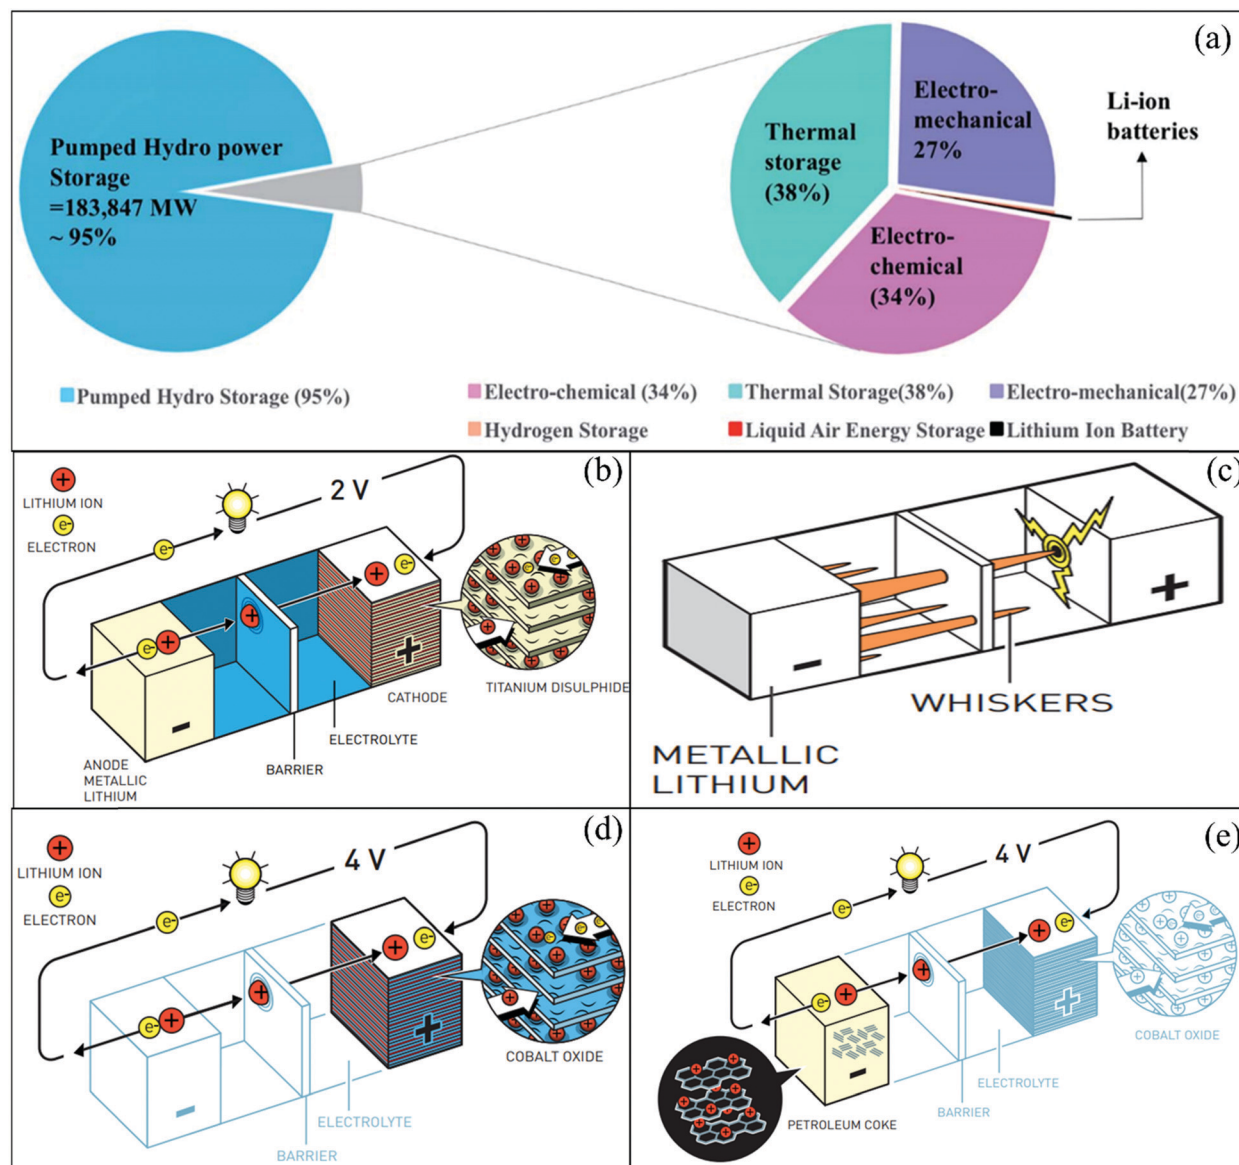 (a)
Pumped Hydro power
Storage
=183,847 MW
~ 95%
Thermal
storage
(38%)
Electro-
mechanical
27%
Electro-
chemical
(34%)
Li-ion
batteries
Pumped Hydro Storage (95%)
Electro-chemical (34%)
Thermal Storage(38%)
Electro-mechanical(27%)
Hydrogen Storage
Liquid Air Energy Storage
Lithium Ion Battery
(b)
+
LITHIUM ION
e-
ELECTRON
2 V
e-
+
e-
+
e-
+
-
+
TITANIUM DISULPHIDE
CATHODE
ELECTROLYTE
BARRIER
ANODE
METALLIC
LITHIUM
(c)
-
+
WHISKERS
METALLIC
LITHIUM
(d)
+
LITHIUM ION
e-
ELECTRON
4 V
e-
+
e-
+
e-
+
-
+
COBALT OXIDE
ELECTROLYTE
BARRIER
(e)
+
LITHIUM ION
e-
ELECTRON
4 V
e-
+
e-
+
e-
+
-
+
COBALT OXIDE
ELECTROLYTE
BARRIER
PETROLEUM COKE